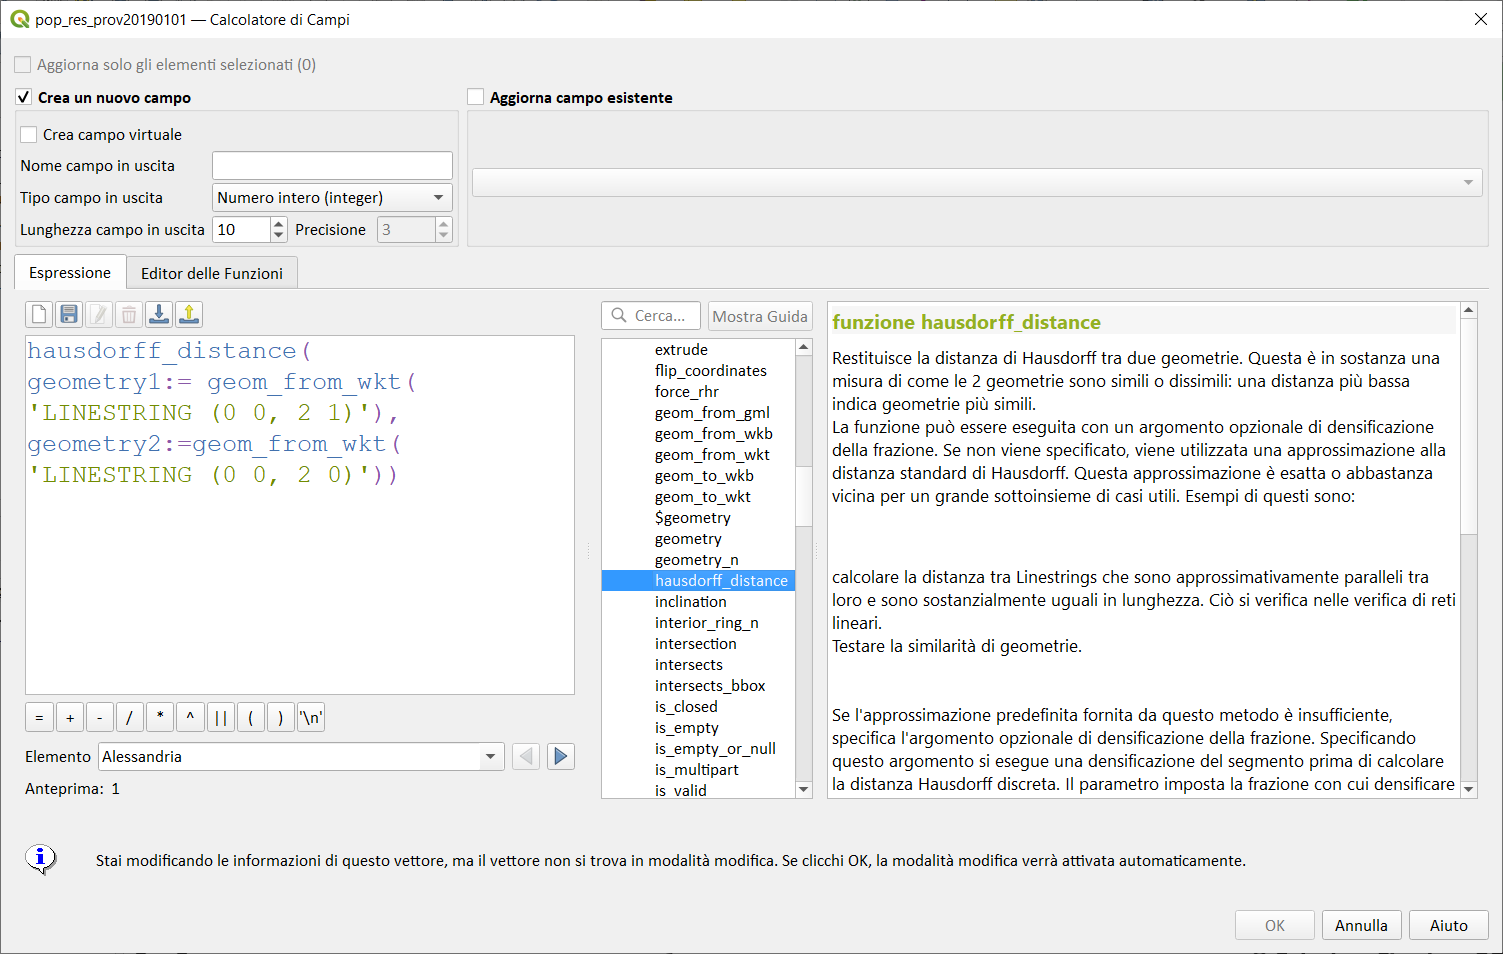 pop_res_prov20190101 — Calcolatore di Campi
Aggiorna solo gli elementi selezionati (0)
Crea un nuovo campo
Aggiorna campo esistente
Crea campo virtuale
Nome campo in uscita
Tipo campo in uscita
Numero intero (integer)
Lunghezza campo in uscita
10
Precisione
3
Espressione
Editor delle Funzioni
hausdorff_distance(
geometry1:= geom_from_wkt(
'LINESTRING (0 0, 2 1)'),
geometry2:=geom_from_wkt(
'LINESTRING (0 0, 2 0)'))
=
+
-
/
*
^
||
(
)
'\n'
Elemento
Alessandria
Anteprima: 1
Cerca...
Mostra Guida
extrude
flip_coordinates
force_rhr
geom_from_gml
geom_from_wkb
geom_from_wkt
geom_to_wkb
geom_to_wkt
$geometry
geometry
geometry_n
hausdorff_distance
inclination
interior_ring_n
intersection
intersects
intersects_bbox
is_closed
is_empty
is_empty_or_null
is_multipart
is_valid
funzione hausdorff_distance
Restituisce la distanza di Hausdorff tra due geometrie. Questa è in sostanza una
misura di come le 2 geometrie sono simili o dissimili: una distanza più bassa
indica geometrie più simili.
La funzione può essere eseguita con un argomento opzionale di densificazione
della frazione. Se non viene specificato, viene utilizzata una approssimazione alla
distanza standard di Hausdorff. Questa approssimazione è esatta o abbastanza
vicina per un grande sottoinsieme di casi utili. Esempi di questi sono:
calcolare la distanza tra Linestrings che sono approssimativamente paralleli tra
loro e sono sostanzialmente uguali in lunghezza. Ciò si verifica nelle verifica di reti
lineari.
Testare la similarità di geometrie.
Se l'approssimazione predefinita fornita da questo metodo è insufficiente,
specifica l'argomento opzionale di densificazione della frazione. Specificando
questo argomento si esegue una densificazione del segmento prima di calcolare
la distanza Hausdorff discreta. Il parametro imposta la frazione con cui densificare
Stai modificando le informazioni di questo vettore, ma il vettore non si trova in modalità modifica. Se clicchi OK, la modalità modifica verrà attivata automaticamente.
OK
Annulla
Aiuto